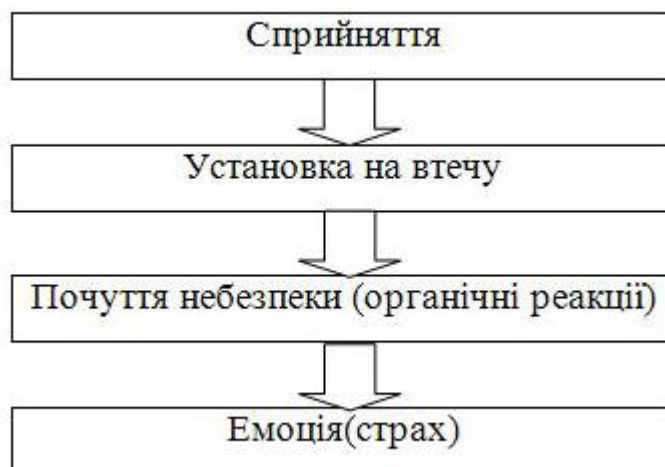 Сприйняття
Установка на втечу
Почуття небезпеки (органічні реакції)
Емоція(страх)